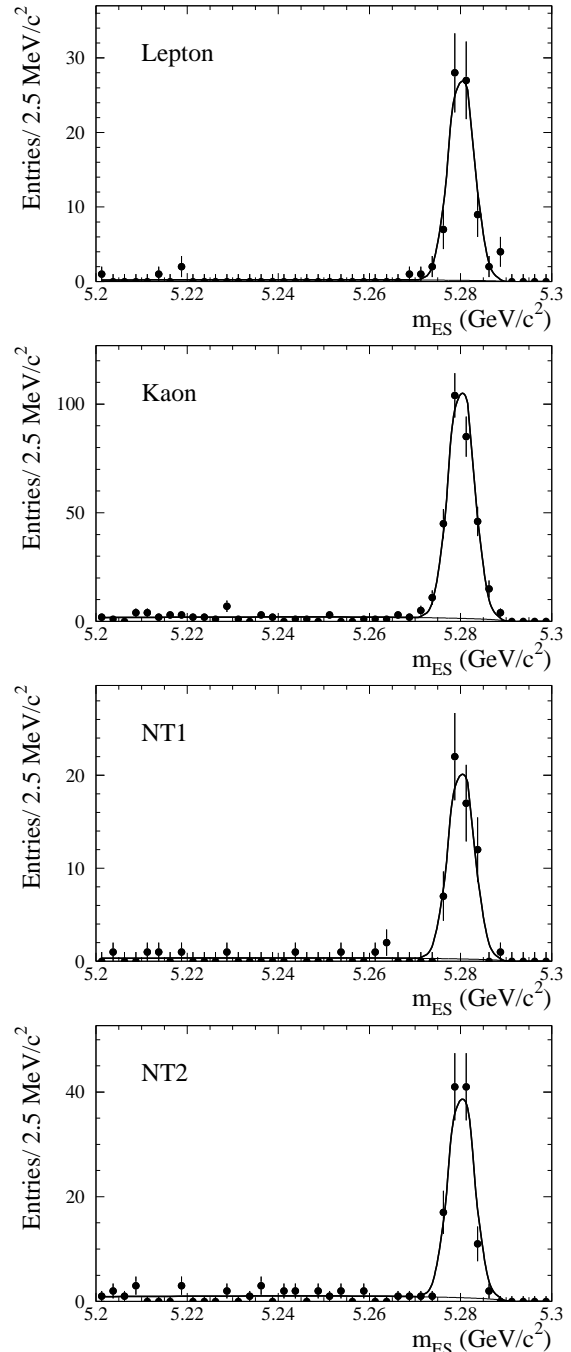 Entries/ 2.5 MeV/c²
Lepton
30
20
10
0
5.2 5.22 5.24 5.26 5.28 5.3
m_ES (GeV/c²)
Entries/ 2.5 MeV/c²
Kaon
100
50
0
5.2 5.22 5.24 5.26 5.28 5.3
m_ES (GeV/c²)
Entries/ 2.5 MeV/c²
NT1
20
10
0
5.2 5.22 5.24 5.26 5.28 5.3
m_ES (GeV/c²)
Entries/ 2.5 MeV/c²
NT2
40
20
0
5.2 5.22 5.24 5.26 5.28 5.3
m_ES (GeV/c²)